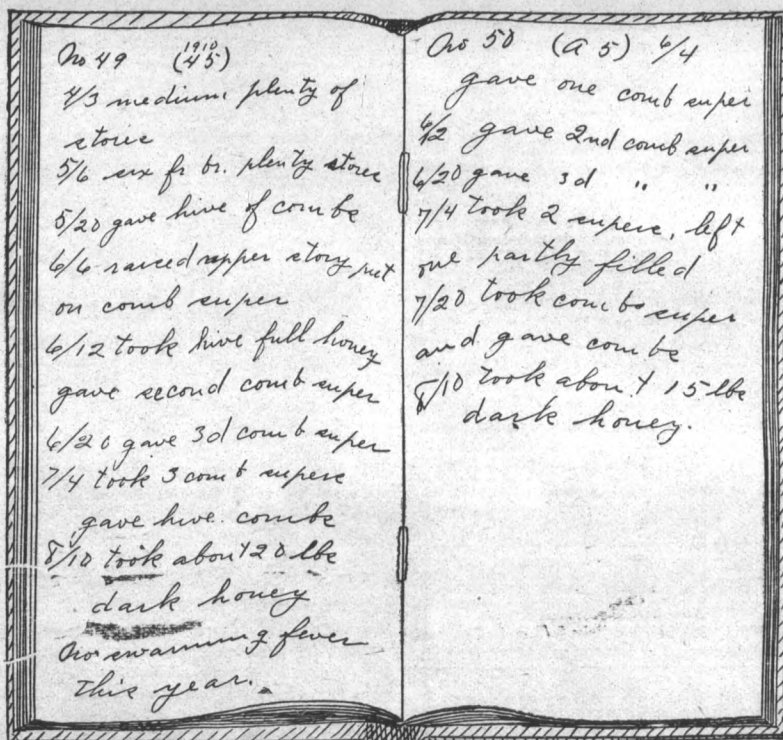 No 49 (1910 45)
4/3 medium plenty of
stores
5/6 six fr br. plenty stores
5/20 gave hive of combs
6/6 raised upper story put
on comb super
6/12 took hive full honey
gave second comb super
6/20 gave 3d comb super
7/4 took 3 comb supers
gave hive combs
8/10 took about 20 lbs
dark honey
No swarming fever
this year.
No 50 (A 5) 6/4
gave one comb super
6/12 gave 2nd comb super
6/20 gave 3d " "
7/4 took 2 supers, left
one partly filled
7/20 took comb super
and gave combs
8/10 took about 15 lbs
dark honey.